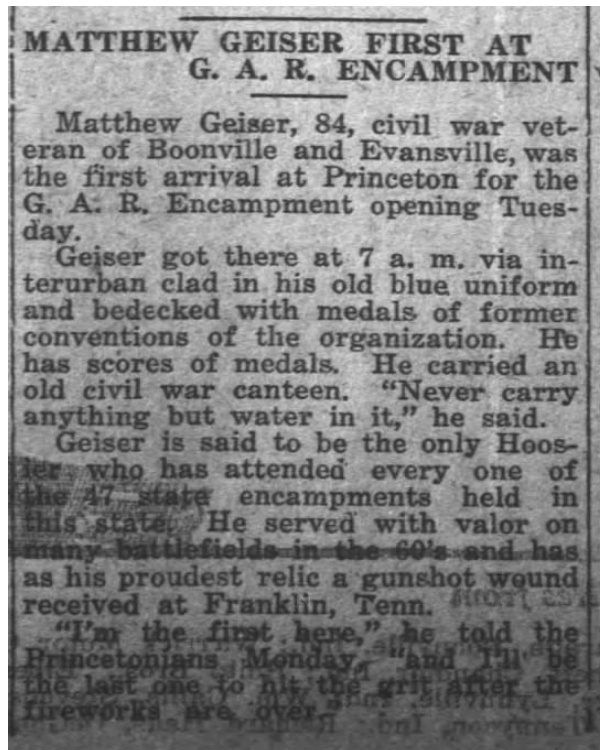 MATTHEW GEISER FIRST AT
G. A. R. ENCAMPMENT
Matthew Geiser, 84, civil war vet-
eran of Boonville and Evansville, was
the first arrival at Princeton for the
G. A. R. Encampment opening Tues-
day.
Geiser got there at 7 a. m. via in-
terurban clad in his old blue uniform
and bedecked with medals of former
conventions of the organization. He
has scores of medals. He carried an
old civil war canteen. "Never carry
anything but water in it," he said.
Geiser is said to be the only Hoos-
ier who has attended every one of
the 47 state encampments held in
this state. He served with valor on
many battlefields in the 60's and has
as his proudest relic a gunshot wound
received at Franklin, Tenn.
"I'm the first here," he told the
Princetonians Monday, "and I'll be
the last one to hit the grit after the
fireworks are over."